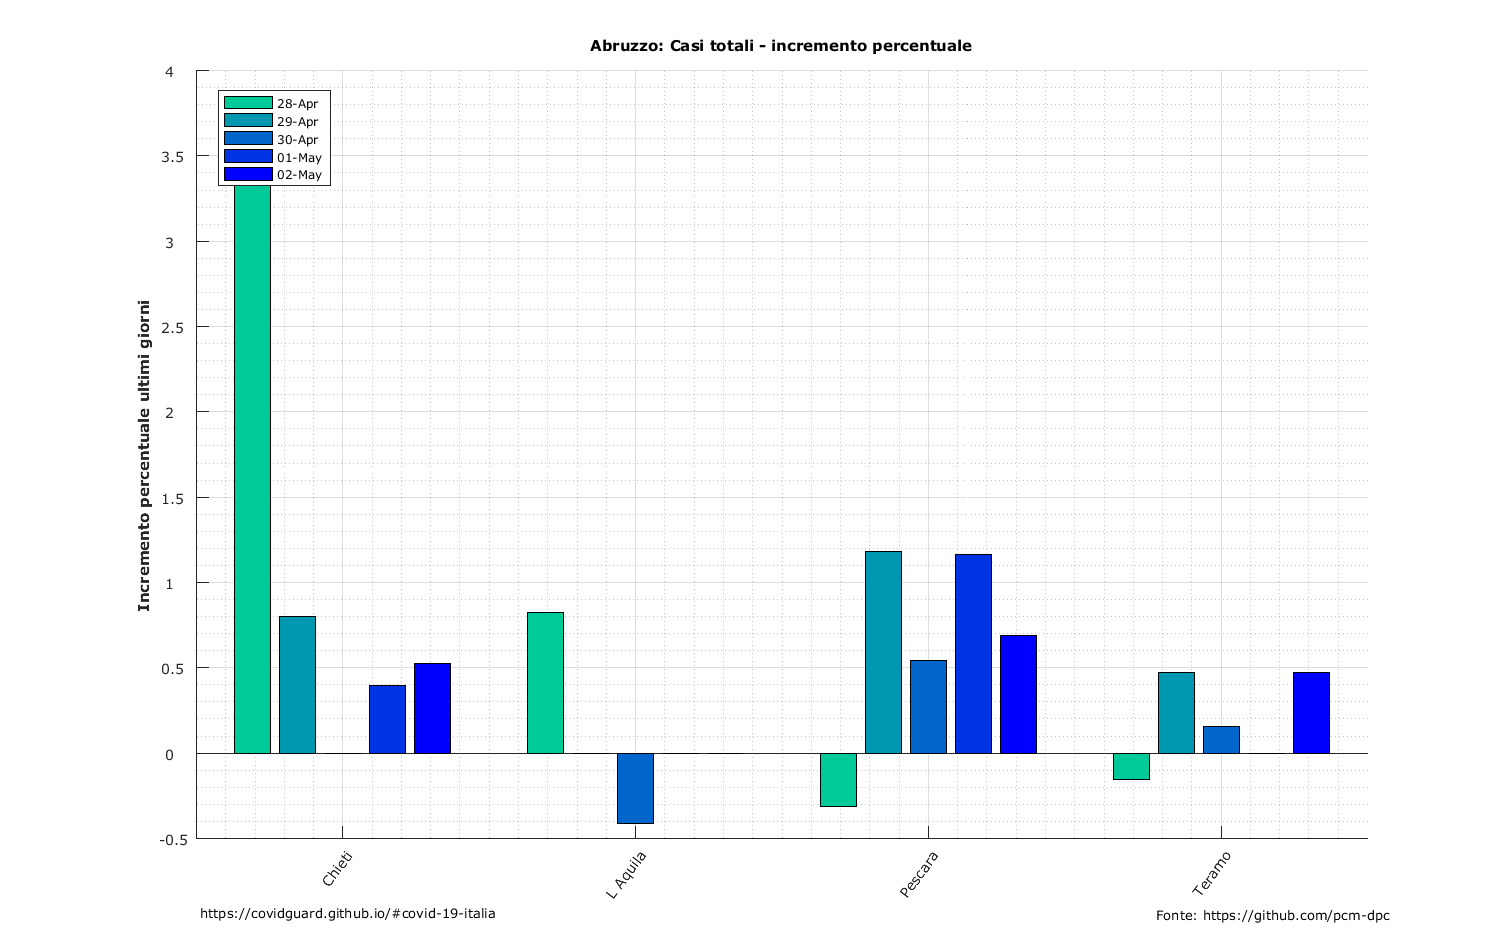 Abruzzo: Casi totali - incremento percentuale
4
3.5
3
2.5
2
1.5
1
0.5
0
-0.5
Incremento percentuale ultimi giorni
28-Apr
29-Apr
30-Apr
01-May
02-May
Chieti
L Aquila
Pescara
Teramo
https://covidguard.github.io/#covid-19-italia
Fonte: https://github.com/pcm-dpc